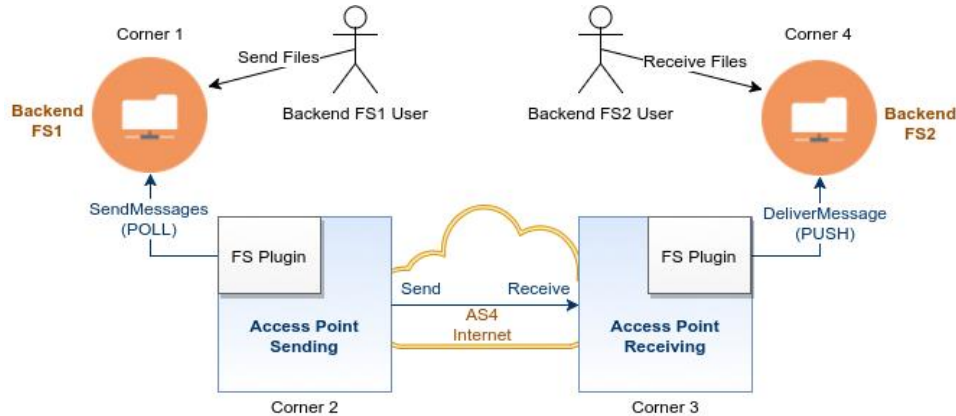 Corner 1
Send Files
Backend
FS1
Backend FS1 User
SendMessages
(POLL)
FS Plugin
Access Point
Sending
Corner 2
Send
Receive
AS4
Internet
Corner 4
Receive Files
Backend FS2 User
Backend
FS2
DeliverMessage
(PUSH)
FS Plugin
Access Point
Receiving
Corner 3